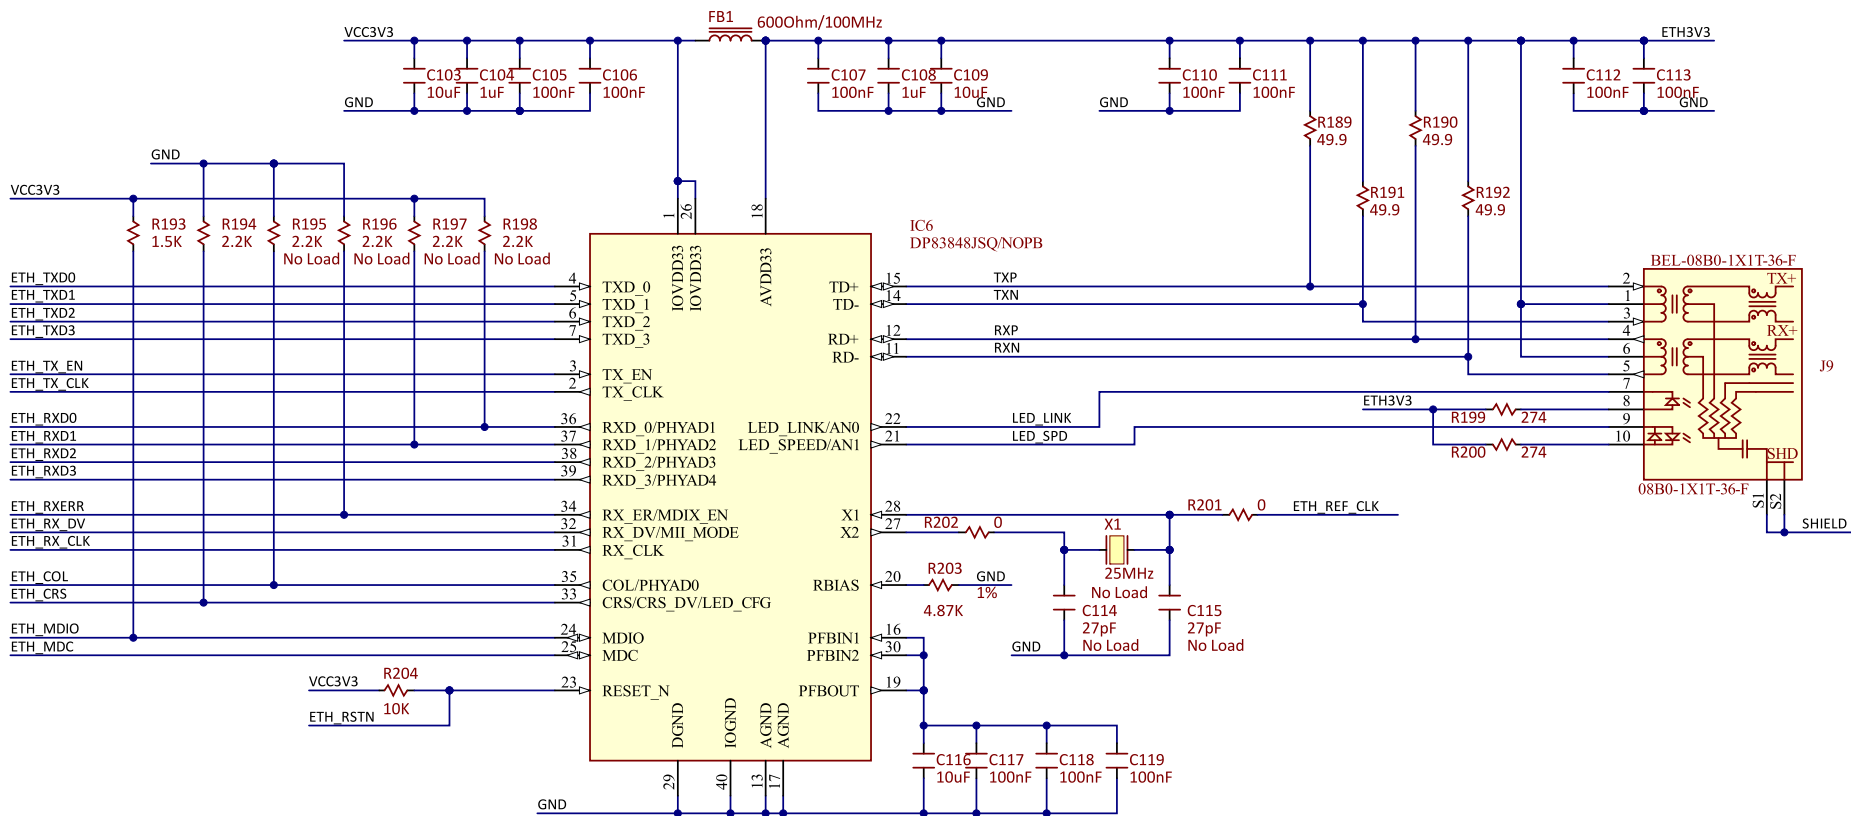 FB1
600Ohm/100MHz
VCC3V3
ETH3V3
C103
10uF
C104
1uF
C105
100nF
C106
100nF
C107
100nF
C108
1uF
C109
10uF
C110
100nF
C111
100nF
C112
100nF
C113
100nF
GND
GND
GND
GND
R189
49.9
R190
49.9
GND
VCC3V3
R191
49.9
R192
49.9
R193
1.5K
R194
2.2K
R195
2.2K
No Load
R196
2.2K
No Load
R197
2.2K
No Load
R198
2.2K
No Load
1
26
18
IC6
DP83848JSQ/NOPB
IOVDD33
IOVDD33
AVDD33
BEL-08B0-1X1T-36-F
ETH_TXD0
4
TXD_0
TD+
15
TXP
2
TX+
ETH_TXD1
5
TXD_1
TD-
14
TXN
1
ETH_TXD2
6
TXD_2
3
ETH_TXD3
7
TXD_3
RD+
12
RXP
4
RX+
RD-
11
RXN
6
ETH_TX_EN
3
TX_EN
5
J9
ETH_TX_CLK
2
TX_CLK
7
ETH3V3
R199
274
8
ETH_RXD0
36
RXD_0/PHYAD1
LED_LINK/AN0
22
LED_LINK
9
ETH_RXD1
37
RXD_1/PHYAD2
LED_SPEED/AN1
21
LED_SPD
10
R200
274
SHD
ETH_RXD2
38
RXD_2/PHYAD3
ETH_RXD3
39
RXD_3/PHYAD4
08B0-1X1T-36-F
S1
S2
SHIELD
ETH_RXERR
34
RX_ER/MDIX_EN
X1
28
R201
0
ETH_REF_CLK
ETH_RX_DV
32
RX_DV/MII_MODE
X2
27
R202
0
X1
ETH_RX_CLK
31
RX_CLK
25MHz
No Load
ETH_COL
35
COL/PHYAD0
RBIAS
20
R203
4.87K
GND
1%
ETH_CRS
33
CRS/CRS_DV/LED_CFG
C114
27pF
No Load
C115
27pF
No Load
GND
ETH_MDIO
24
MDIO
PFBIN1
16
ETH_MDC
25
MDC
PFBIN2
30
VCC3V3
R204
10K
23
RESET_N
PFBOUT
19
ETH_RSTN
DGND
IOGND
AGND
AGND
29
40
13
17
C116
10uF
C117
100nF
C118
100nF
C119
100nF
GND